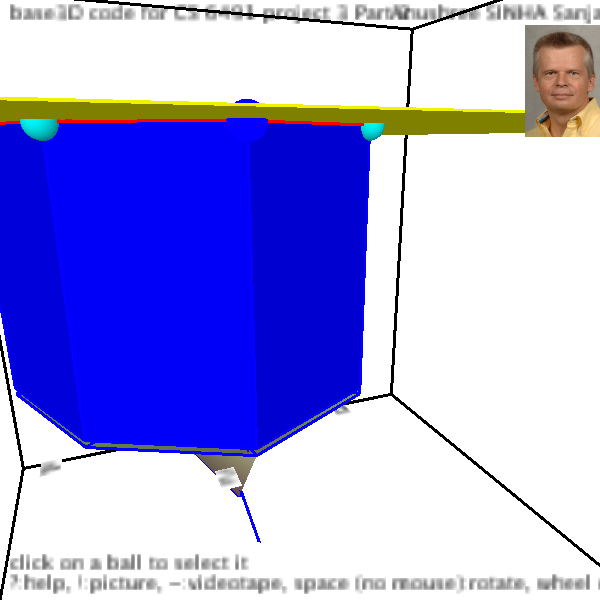 base3D code for CS 6491 project 3 Part Anushree SINHA Sanja
click on a ball to select it
?:help, !:picture, ~:videotape, space (no mouse):rotate, wheel